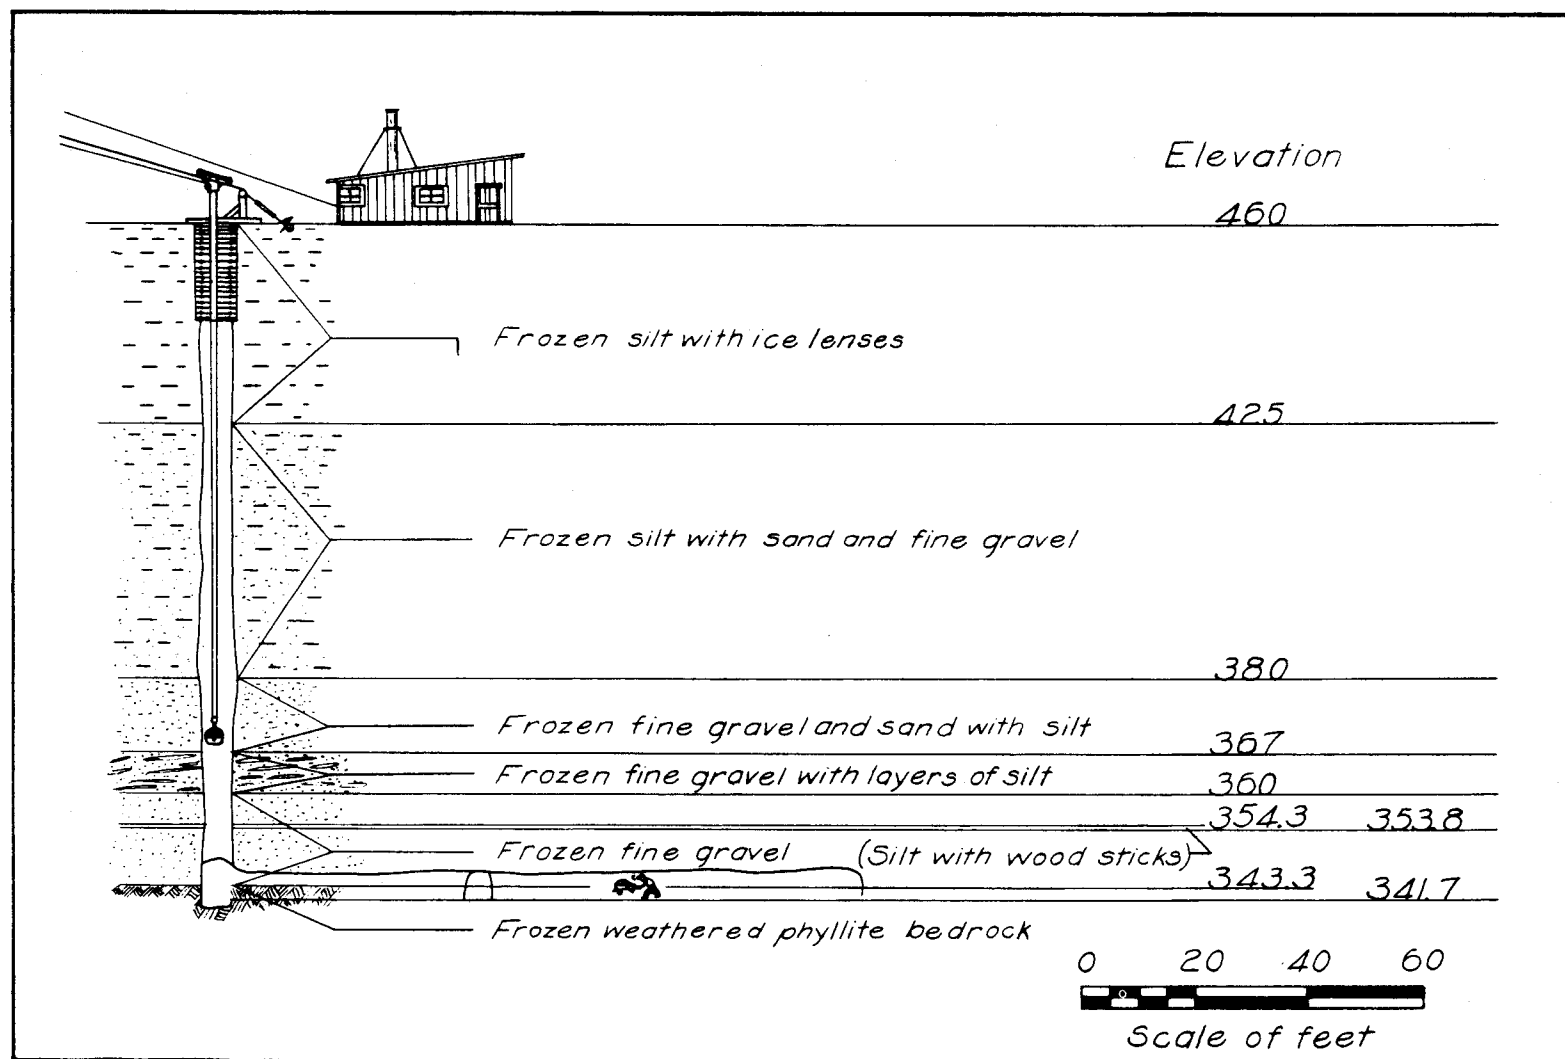 Elevation
460
Frozen silt with ice lenses
425
Frozen silt with sand and fine gravel
380
Frozen fine gravel and sand with silt
367
Frozen fine gravel with layers of silt
360
354.3 353.8
Frozen fine gravel (Silt with wood sticks)
343.3 341.7
Frozen weathered phyllite bedrock
0 20 40 60
Scale of feet